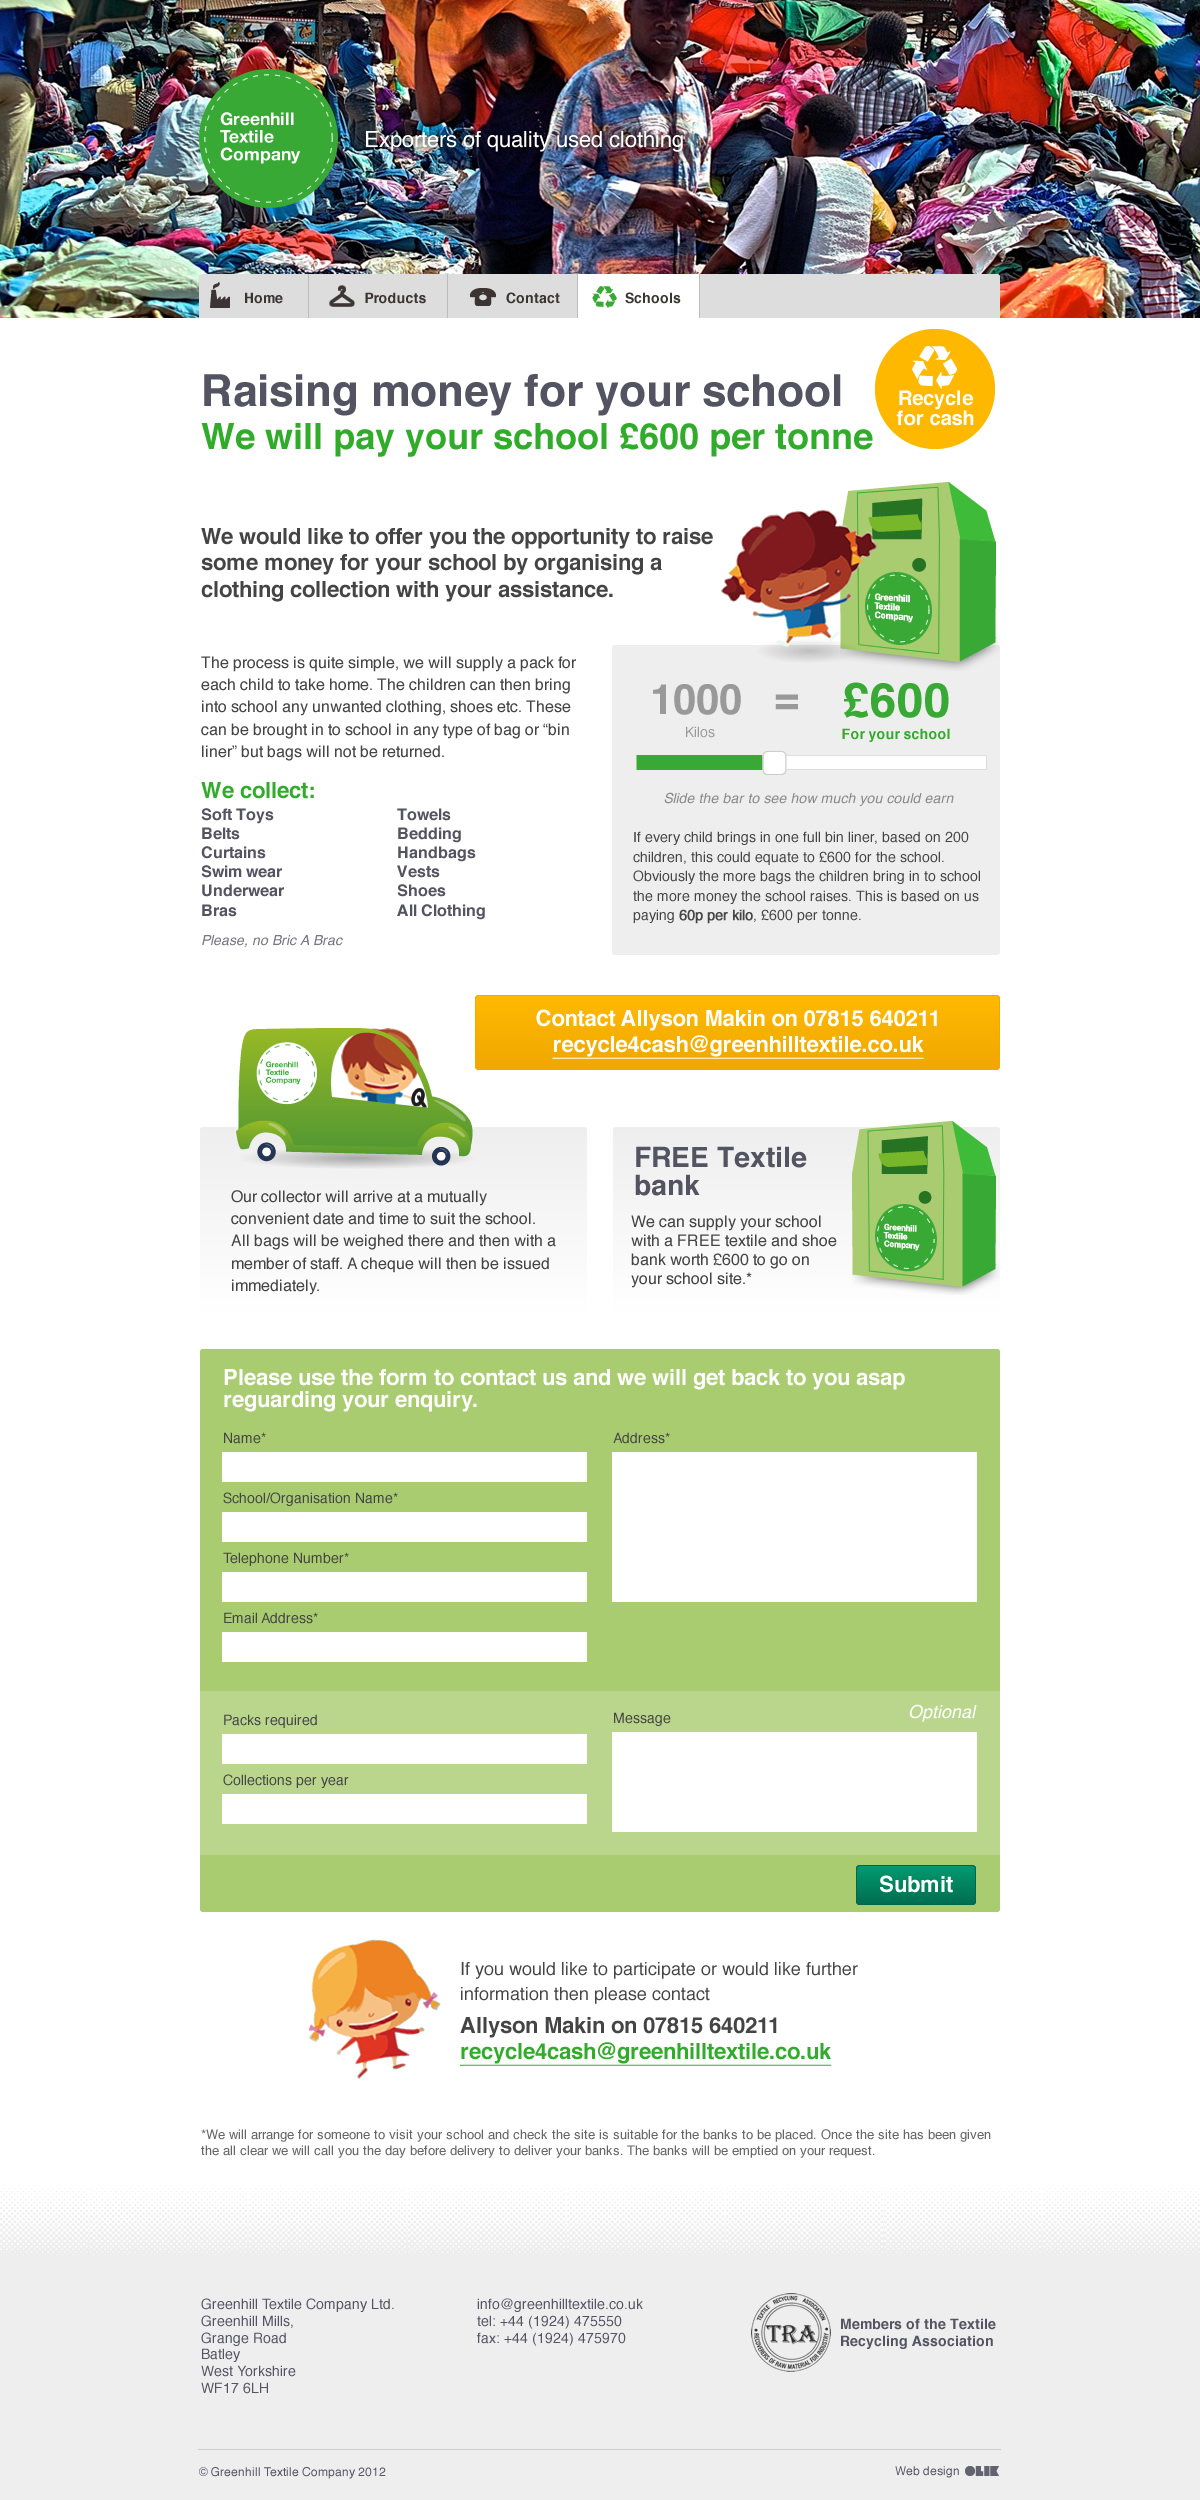 Greenhill
Textile
Company
Exporters of quality used clothing
Home
Products
Contact
Schools
Raising money for your school
We will pay your school £600 per tonne
Recycle
for cash
We would like to offer you the opportunity to raise
some money for your school by organising a
clothing collection with your assistance.
Greenhill
Textile
Company
The process is quite simple, we will supply a pack for
each child to take home. The children can then bring
into school any unwanted clothing, shoes etc. These
can be brought in to school in any type of bag or “bin
liner” but bags will not be returned.
We collect:
Soft Toys
Belts
Curtains
Swim wear
Underwear
Bras
Towels
Bedding
Handbags
Vests
Shoes
All Clothing
Please, no Bric A Brac
1000 = £600
Kilos
For your school
Slide the bar to see how much you could earn
If every child brings in one full bin liner, based on 200
children, this could equate to £600 for the school.
Obviously the more bags the children bring in to school
the more money the school raises. This is based on us
paying 60p per kilo, £600 per tonne.
Contact Allyson Makin on 07815 640211
recycle4cash@greenhilltextile.co.uk
Greenhill
Textile
Company
Our collector will arrive at a mutually
convenient date and time to suit the school.
All bags will be weighed there and then with a
member of staff. A cheque will then be issued
immediately.
FREE Textile
bank
We can supply your school
with a FREE textile and shoe
bank worth £600 to go on
your school site.*
Greenhill
Textile
Company
Please use the form to contact us and we will get back to you asap
reguarding your enquiry.
Name*
School/Organisation Name*
Telephone Number*
Email Address*
Address*
Packs required
Collections per year
Message
Optional
Submit
If you would like to participate or would like further
information then please contact
Allyson Makin on 07815 640211
recycle4cash@greenhilltextile.co.uk
*We will arrange for someone to visit your school and check the site is suitable for the banks to be placed. Once the site has been given
the all clear we will call you the day before delivery to deliver your banks. The banks will be emptied on your request.
Greenhill Textile Company Ltd.
Greenhill Mills,
Grange Road
Batley
West Yorkshire
WF17 6LH
info@greenhilltextile.co.uk
tel: +44 (1924) 475550
fax: +44 (1924) 475970
TEXTILE RECYCLING ASSOCIATION
TRA
RECOVERERS OF RAW MATERIAL FOR INDUSTRY
Members of the Textile
Recycling Association
© Greenhill Textile Company 2012
Web design OLIK